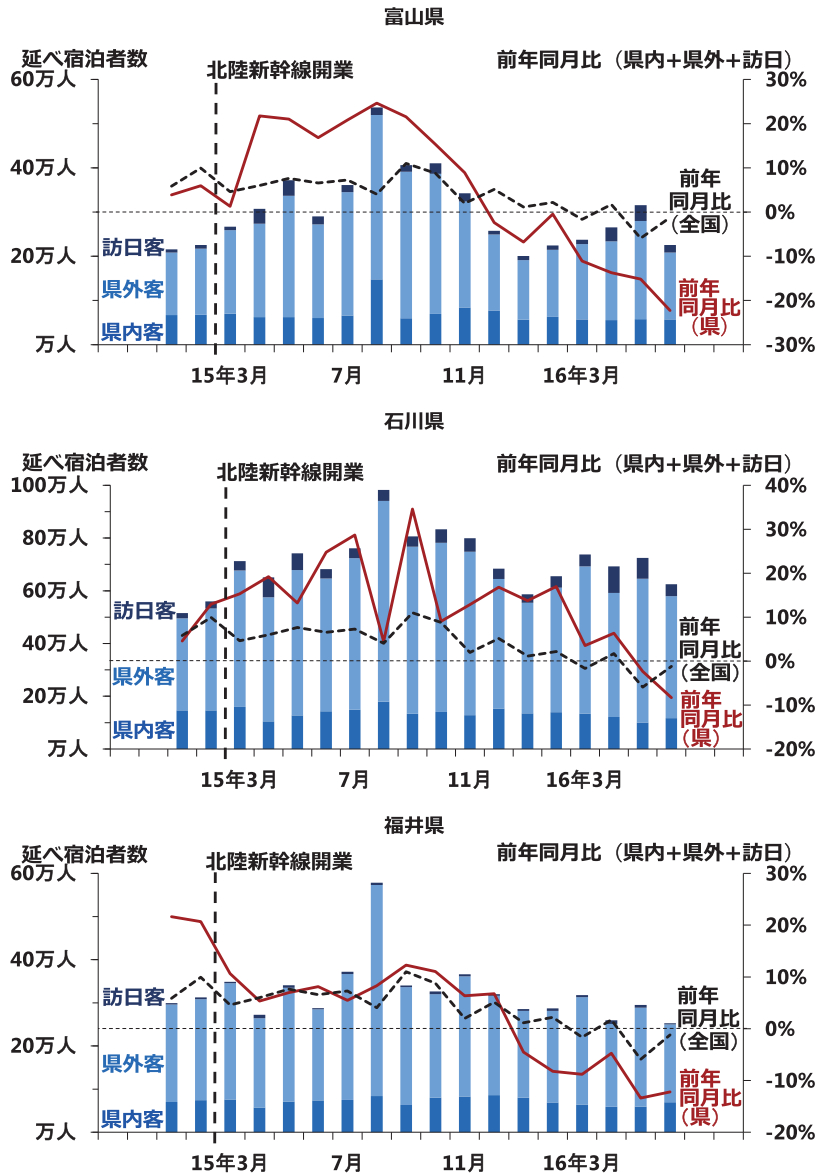 富山県
延べ宿泊者数
前年同月比（県内+県外+訪日）
北陸新幹線開業
60万人
40万人
20万人
万人
30%
20%
10%
0%
-10%
-20%
-30%
訪日客
県外客
県内客
前年
同月比
（全国）
前年
同月比
（県）
15年3月
7月
11月
16年3月
石川県
延べ宿泊者数
前年同月比（県内+県外+訪日）
北陸新幹線開業
100万人
80万人
60万人
40万人
20万人
万人
40%
30%
20%
10%
0%
-10%
-20%
訪日客
県外客
県内客
前年
同月比
（全国）
前年
同月比
（県）
15年3月
7月
11月
16年3月
福井県
延べ宿泊者数
前年同月比（県内+県外+訪日）
北陸新幹線開業
60万人
40万人
20万人
万人
30%
20%
10%
0%
-10%
-20%
訪日客
県外客
県内客
前年
同月比
（全国）
前年
同月比
（県）
15年3月
7月
11月
16年3月